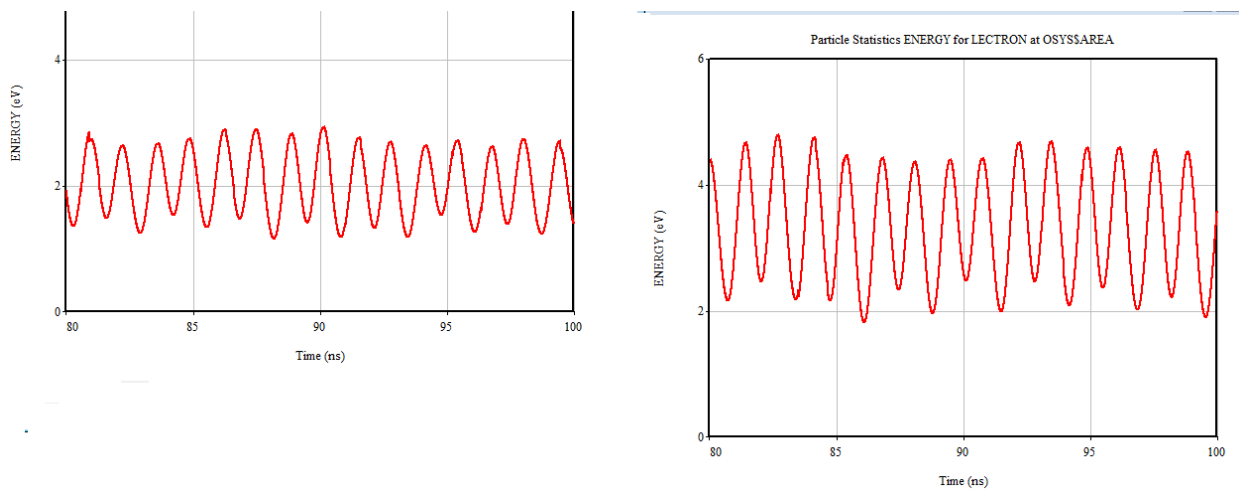 4
2
0
ENERGY (eV)
80 85 90 95 100
Time (ns)
Particle Statistics ENERGY for LECTRON at OSYS$AREA
6
4
2
0
ENERGY (eV)
80 85 90 95 100
Time (ns)